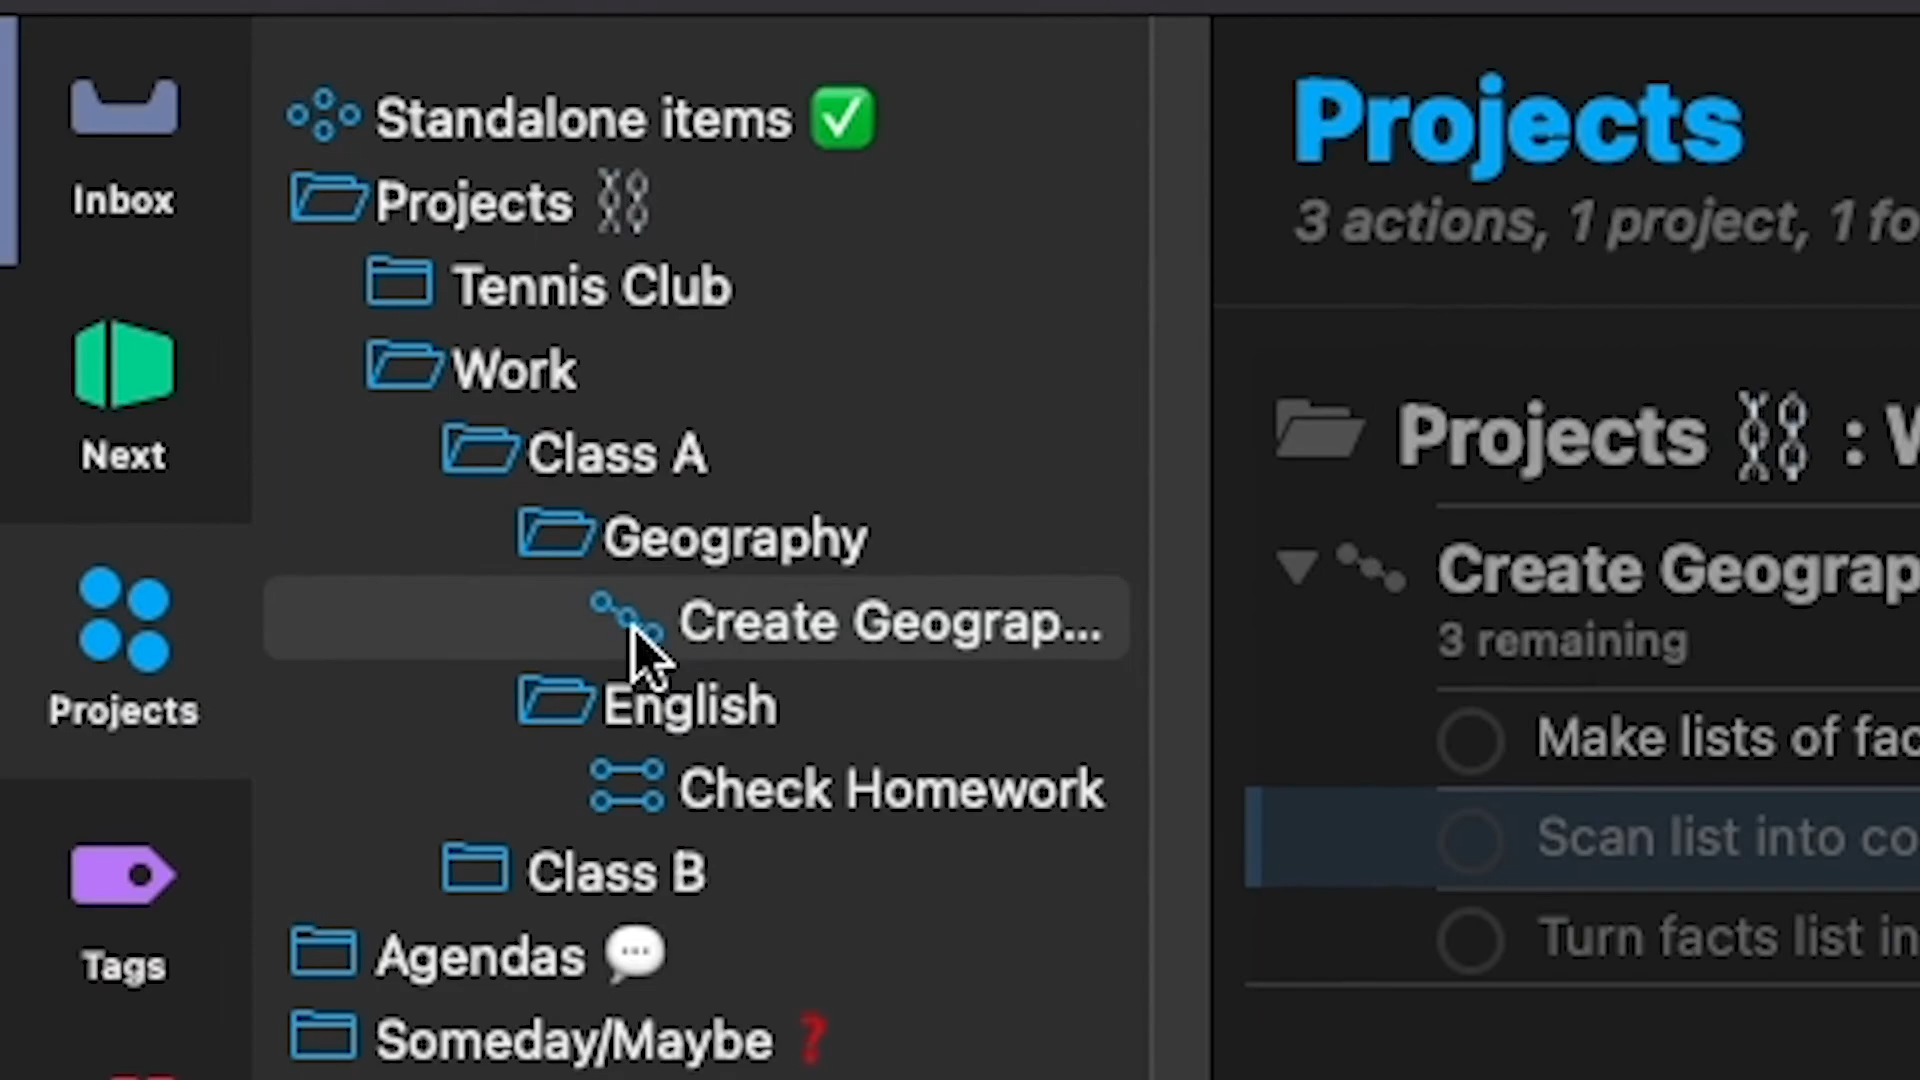 Inbox
Next
Projects
Tags
Standalone items ✅
Projects ⛓
Tennis Club
Work
Class A
Geography
Create Geograp...
English
Check Homework
Class B
Agendas 💬
Someday/Maybe ❓
Projects
3 actions, 1 project, 1 fo
Projects ⛓ : W
Create Geograp
3 remaining
Make lists of fac
Scan list into co
Turn facts list in